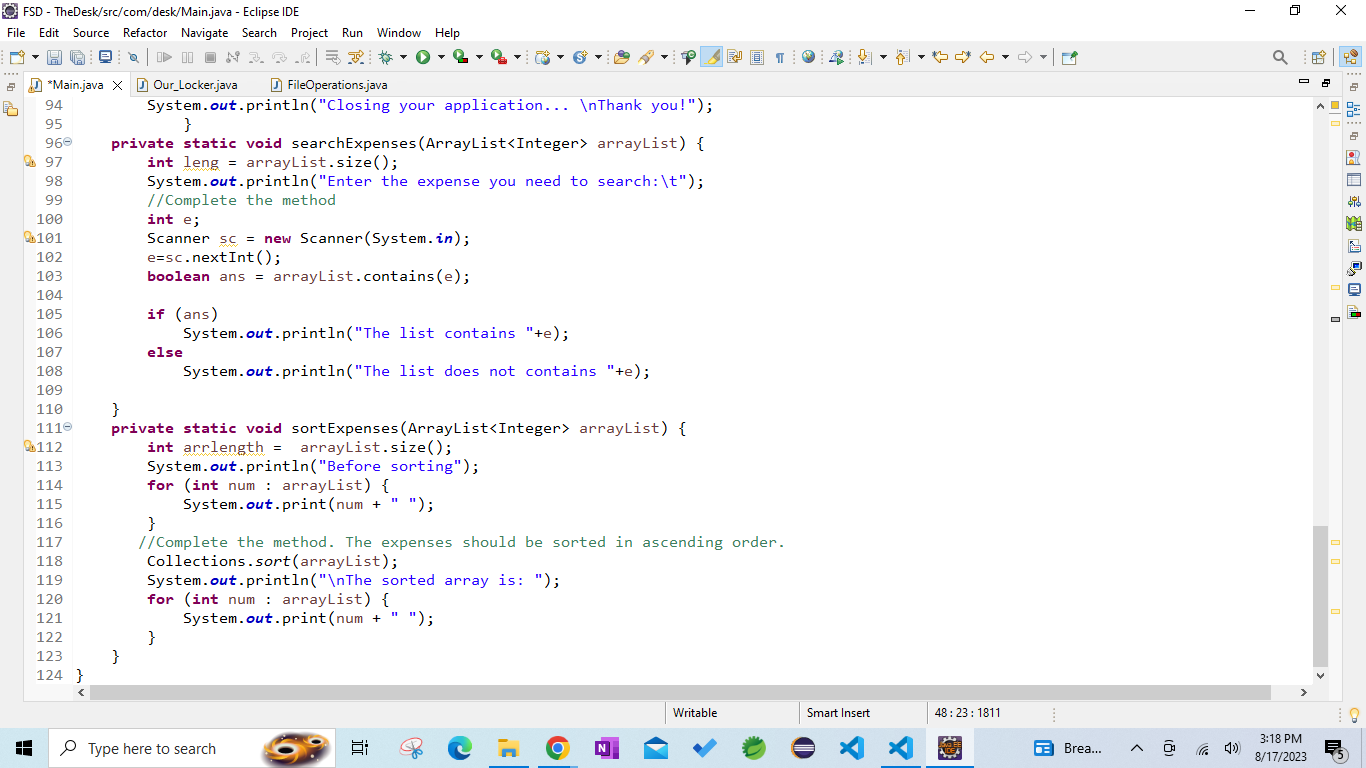 FSD - TheDesk/src/com/desk/Main.java - Eclipse IDE
File Edit Source Refactor Navigate Search Project Run Window Help
*Main.java Our_Locker.java FileOperations.java
94 System.out.println("Closing your application... \nThank you!");
95 }
96 private static void searchExpenses(ArrayList<Integer> arrayList) {
97 int leng = arrayList.size();
98 System.out.println("Enter the expense you need to search:\t");
99 //Complete the method
100 int e;
101 Scanner sc = new Scanner(System.in);
102 e=sc.nextInt();
103 boolean ans = arrayList.contains(e);
104
105 if (ans)
106 System.out.println("The list contains "+e);
107 else
108 System.out.println("The list does not contains "+e);
109
110 }
111 private static void sortExpenses(ArrayList<Integer> arrayList) {
112 int arrlength =  arrayList.size();
113 System.out.println("Before sorting");
114 for (int num : arrayList) {
115 System.out.print(num + " ");
116 }
117 //Complete the method. The expenses should be sorted in ascending order.
118 Collections.sort(arrayList);
119 System.out.println("\nThe sorted array is: ");
120 for (int num : arrayList) {
121 System.out.print(num + " ");
122 }
123 }
124 }
Writable Smart Insert 48 : 23 : 1811
Type here to search
Brea...
3:18 PM
8/17/2023
5